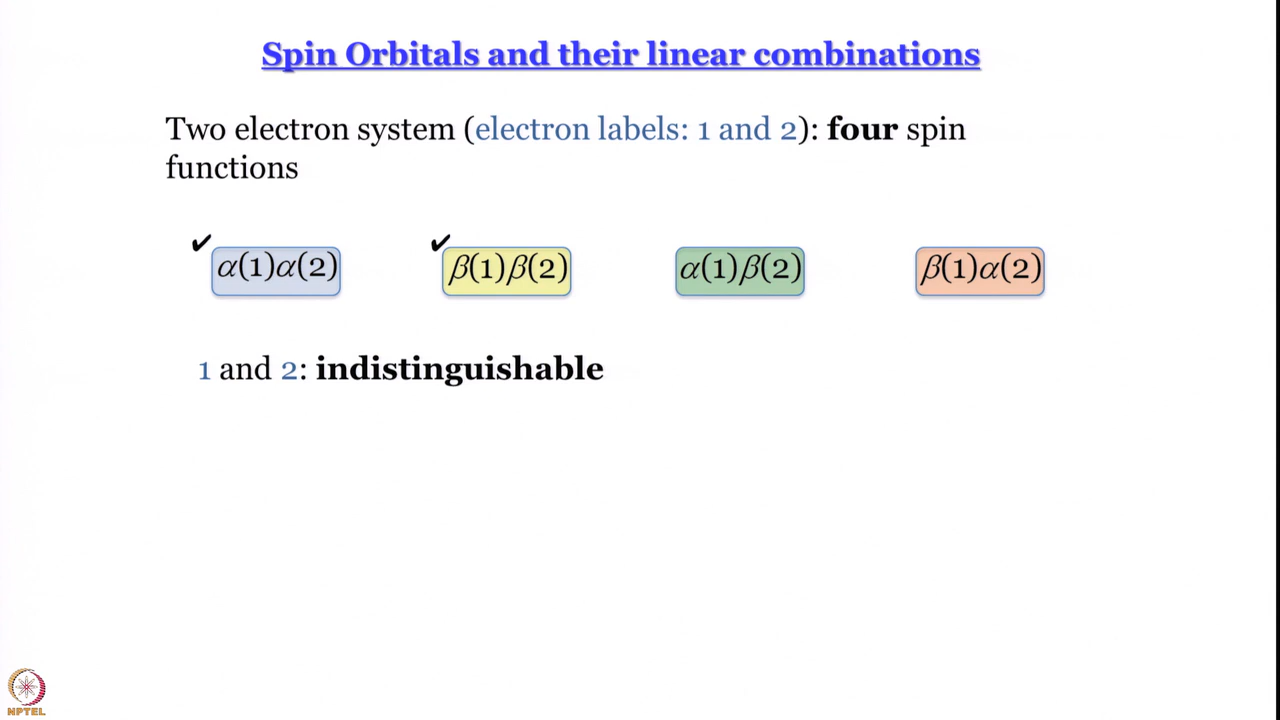 Spin Orbitals and their linear combinations
Two electron system (electron labels: 1 and 2): four spin
functions
✔ α(1)α(2) ✔ β(1)β(2) α(1)β(2) β(1)α(2)
1 and 2: indistinguishable
NPTEL